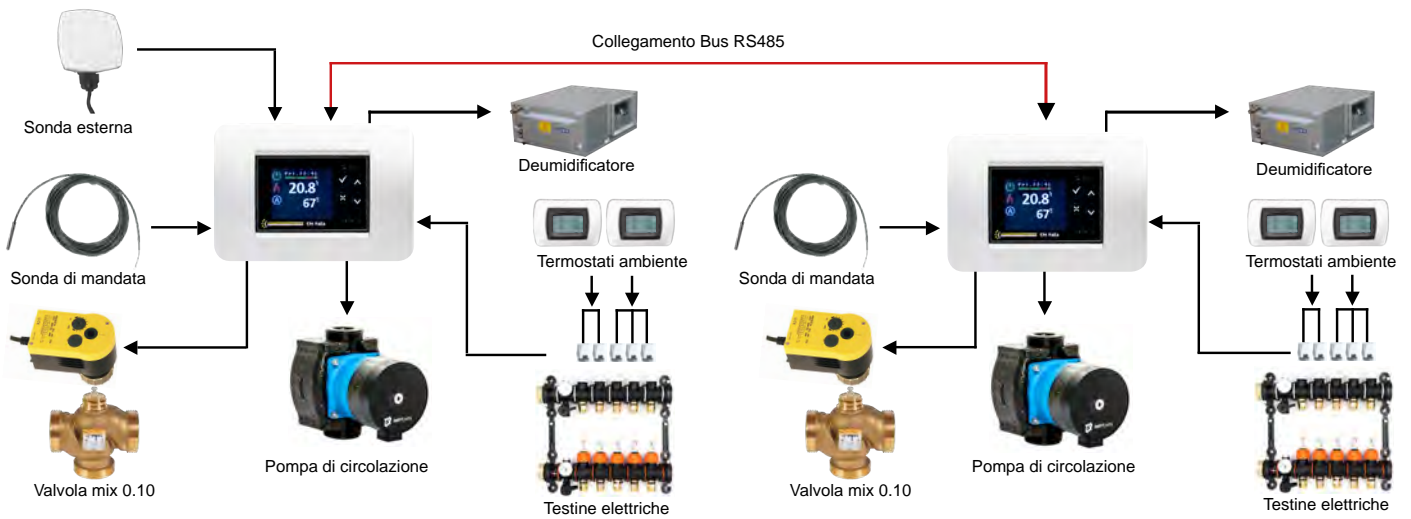 Collegamento Bus RS485
Sonda esterna
Deumidificatore
Deumidificatore
20.8
67
20.8
67
Sonda di mandata
Termostati ambiente
Sonda di mandata
Termostati ambiente
Pompa di circolazione
Pompa di circolazione
Valvola mix 0.10
Testine elettriche
Valvola mix 0.10
Testine elettriche